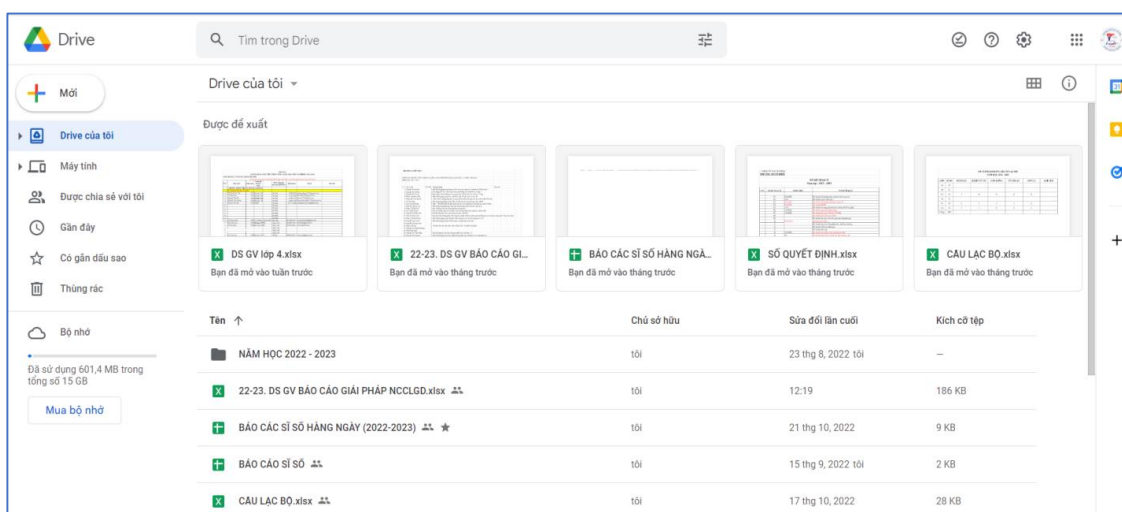 Drive
Tìm trong Drive
Mới
Drive của tôi
Máy tính
Được chia sẻ với tôi
Gần đây
Có gắn dấu sao
Thùng rác
Bộ nhớ
Đã sử dụng 601,4 MB trong
tổng số 15 GB
Mua bộ nhớ
Drive của tôi
Được đề xuất
DS GV lớp 4.xlsx
Bạn đã mở vào tuần trước
22-23. DS GV BÁO CÁO GI...
Bạn đã mở vào tháng trước
BÁO CÁC SĨ SỐ HÀNG NGÀ...
Bạn đã mở vào tháng trước
SỔ QUYẾT ĐỊNH.xlsx
Bạn đã mở vào tháng trước
CÂU LẠC BỘ.xlsx
Bạn đã mở vào tháng trước
Tên Chủ sở hữu Sửa đổi lần cuối Kích cỡ tệp
NĂM HỌC 2022 - 2023 tôi 23 thg 8, 2022 tôi —
22-23. DS GV BÁO CÁO GIẢI PHÁP NCCLGD.xlsx tôi 12:19 186 KB
BÁO CÁC SĨ SỐ HÀNG NGÀY (2022-2023) tôi 21 thg 10, 2022 9 KB
BÁO CÁO SĨ SỐ tôi 15 thg 9, 2022 tôi 2 KB
CÂU LẠC BỘ.xlsx tôi 17 thg 10, 2022 28 KB